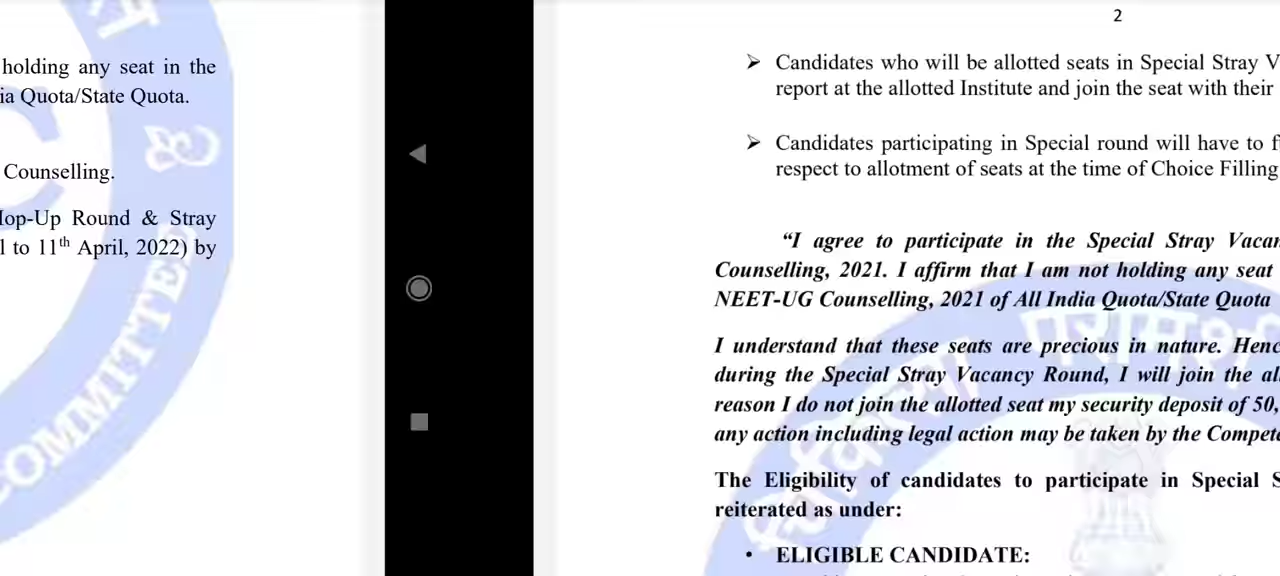 holding any seat in the
ia Quota/State Quota.
Counselling.
op-Up Round & Stray
l to 11th April, 2022) by
COMMITTEE
2
➢ Candidates who will be allotted seats in Special Stray V
report at the allotted Institute and join the seat with their
➢ Candidates participating in Special round will have to f
respect to allotment of seats at the time of Choice Filling
“I agree to participate in the Special Stray Vacan
Counselling, 2021. I affirm that I am not holding any seat
NEET-UG Counselling, 2021 of All India Quota/State Quota
I understand that these seats are precious in nature. Henc
during the Special Stray Vacancy Round, I will join the al
reason I do not join the allotted seat my security deposit of 50,
any action including legal action may be taken by the Compete
The Eligibility of candidates to participate in Special S
reiterated as under:
• ELIGIBLE CANDIDATE: